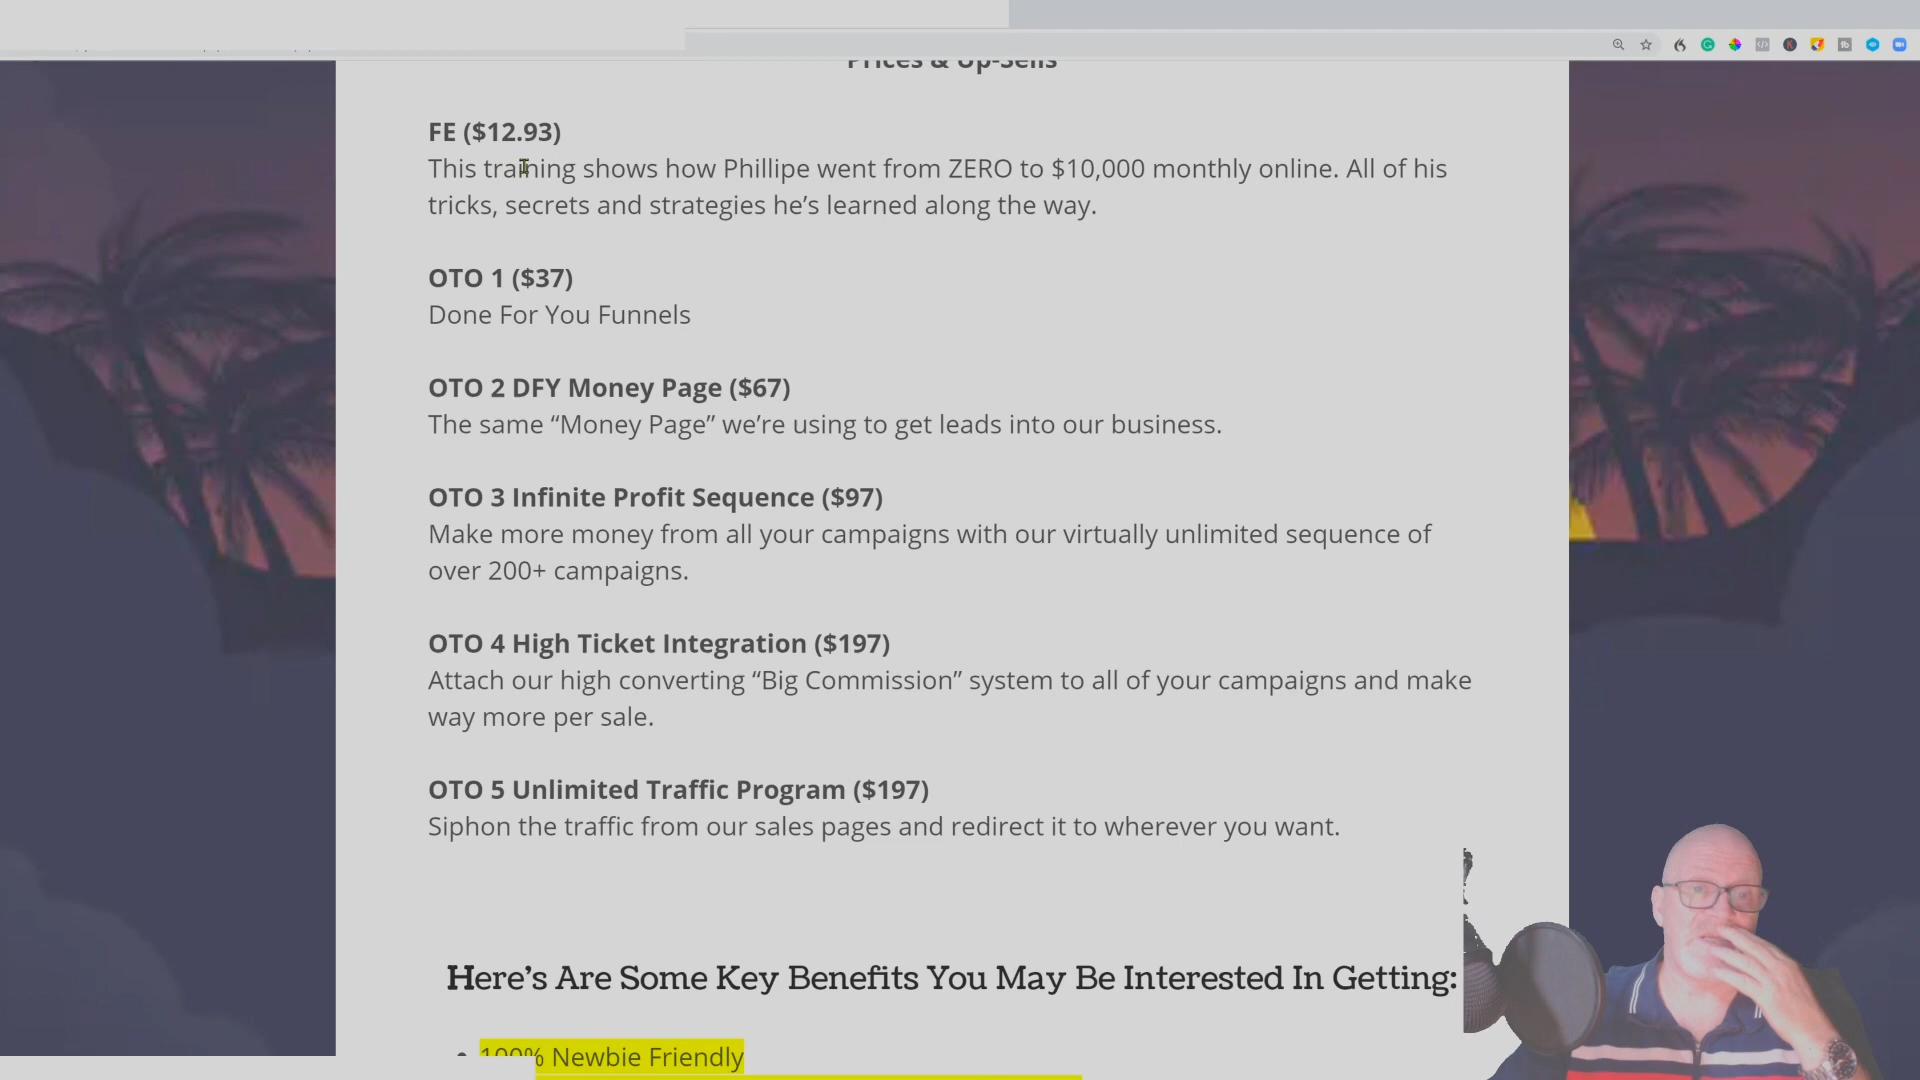 Prices & Up-Sells
FE ($12.93)
This training shows how Phillipe went from ZERO to $10,000 monthly online. All of his
tricks, secrets and strategies he’s learned along the way.
OTO 1 ($37)
Done For You Funnels
OTO 2 DFY Money Page ($67)
The same “Money Page” we’re using to get leads into our business.
OTO 3 Infinite Profit Sequence ($97)
Make more money from all your campaigns with our virtually unlimited sequence of
over 200+ campaigns.
OTO 4 High Ticket Integration ($197)
Attach our high converting “Big Commission” system to all of your campaigns and make
way more per sale.
OTO 5 Unlimited Traffic Program ($197)
Siphon the traffic from our sales pages and redirect it to wherever you want.
Here’s Are Some Key Benefits You May Be Interested In Getting:
100% Newbie Friendly